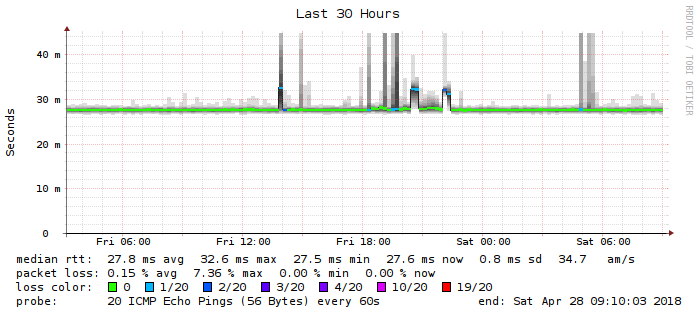 Last 30 Hours
RRDTOOL / TOBI OETIKER
Seconds
40 m
30 m
20 m
10 m
0
Fri 06:00 Fri 12:00 Fri 18:00 Sat 00:00 Sat 06:00
median rtt: 27.8 ms avg 32.6 ms max 27.5 ms min 27.6 ms now 0.8 ms sd 34.7 am/s
packet loss: 0.15 % avg 7.36 % max 0.00 % min 0.00 % now
loss color: 0 1/20 2/20 3/20 4/20 10/20 19/20
probe: 20 ICMP Echo Pings (56 Bytes) every 60s end: Sat Apr 28 09:10:03 2018